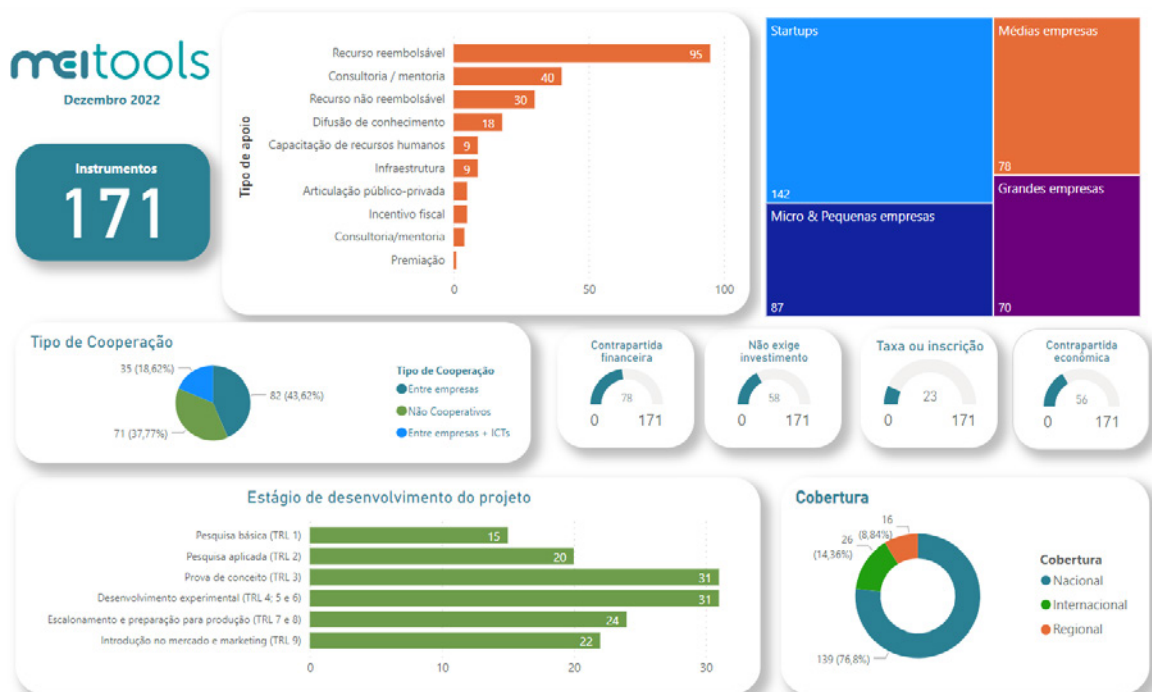 meitools
Dezembro 2022
Instrumentos
171
Tipo de apoio
Recurso reembolsável
95
Consultoria / mentoria
40
Recurso não reembolsável
30
Difusão de conhecimento
18
Capacitação de recursos humanos
9
Infraestrutura
9
Articulação público-privada
Incentivo fiscal
Consultoria/mentoria
Premiação
0
50
100
Startups
142
Médias empresas
78
Micro & Pequenas empresas
87
Grandes empresas
70
Tipo de Cooperação
35 (18,62%)
82 (43,62%)
71 (37,77%)
Tipo de Cooperação
Entre empresas
Não Cooperativos
Entre empresas + ICTs
Contrapartida
financeira
78
0
171
Não exige
investimento
58
0
171
Taxa ou inscrição
23
0
171
Contrapartida
econômica
56
0
171
Estágio de desenvolvimento do projeto
Pesquisa básica (TRL 1)
15
Pesquisa aplicada (TRL 2)
20
Prova de conceito (TRL 3)
31
Desenvolvimento experimental (TRL 4; 5 e 6)
31
Escalonamento e preparação para produção (TRL 7 e 8)
24
Introdução no mercado e marketing (TRL 9)
22
0
10
20
30
Cobertura
16
(8,84%)
26
(14,36%)
139 (76,8%)
Cobertura
Nacional
Internacional
Regional